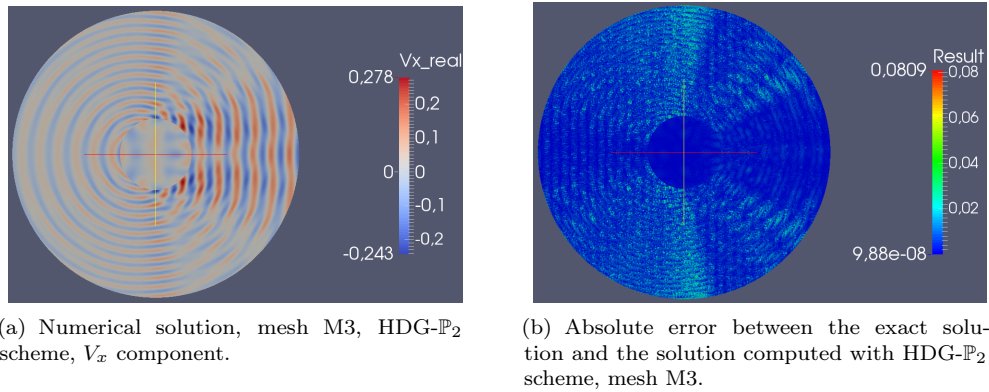 Vx_real
0,278
0,2
0,1
0
0
-0,1
-0,2
-0,243
Result
0,0809
0,08
0,06
0,04
0,02
9,88e-08
(a) Numerical solution, mesh M3, HDG-ℙ₂
scheme, Vₓ component.
(b) Absolute error between the exact solu-
tion and the solution computed with HDG-ℙ₂
scheme, mesh M3.